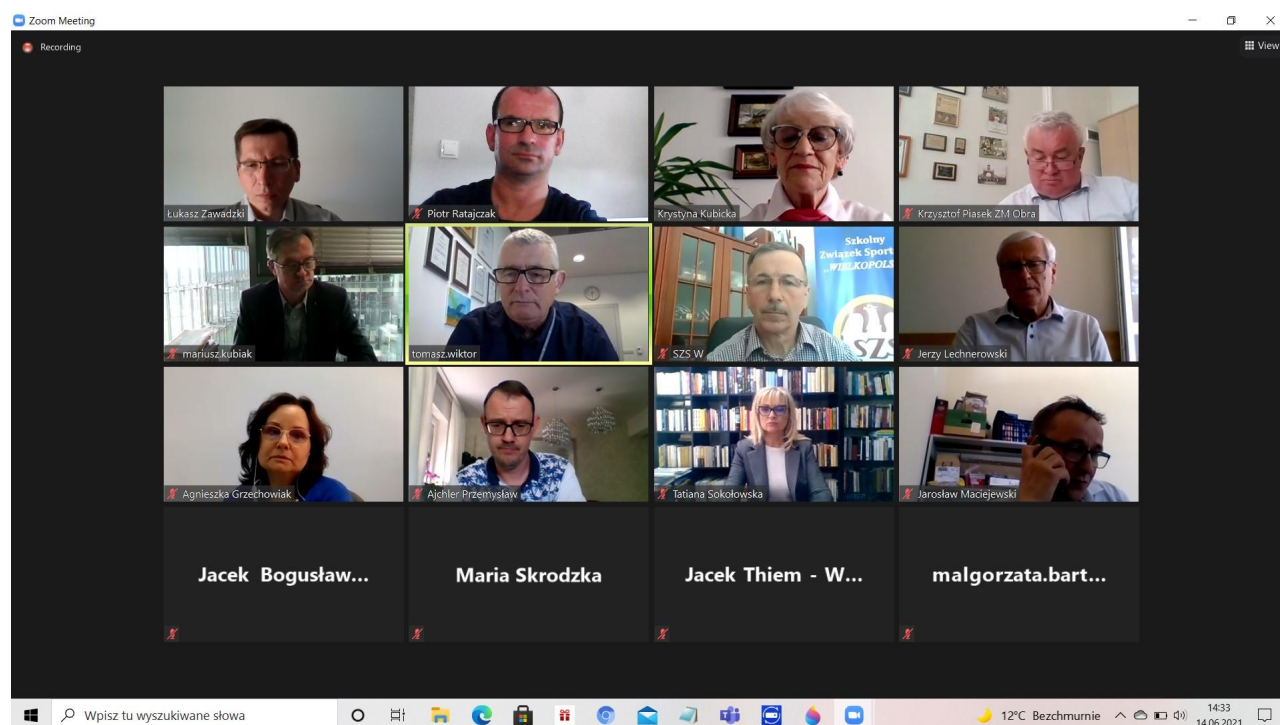 Zoom Meeting
Recording
View
Łukasz Zawadzki
Piotr Ratajczak
Krystyna Kubicka
Krzysztof Piasek ZM Obra
mariusz.kubiak
tomasz.wiktor
SZS W
Szkolny
Związek Sport
„WIELKOPOLS
SZS
Jerzy Lechnerowski
Agnieszka Grzechowiak
Ajchler Przemysław
Tatiana Sokołowska
Jarosław Maciejewski
Jacek Bogusław...
Maria Skrodzka
Jacek Thiem - W...
malgorzata.bart...
Wpisz tu wyszukiwane słowa
12°C Bezchmurnie
14:33
14.06.2021